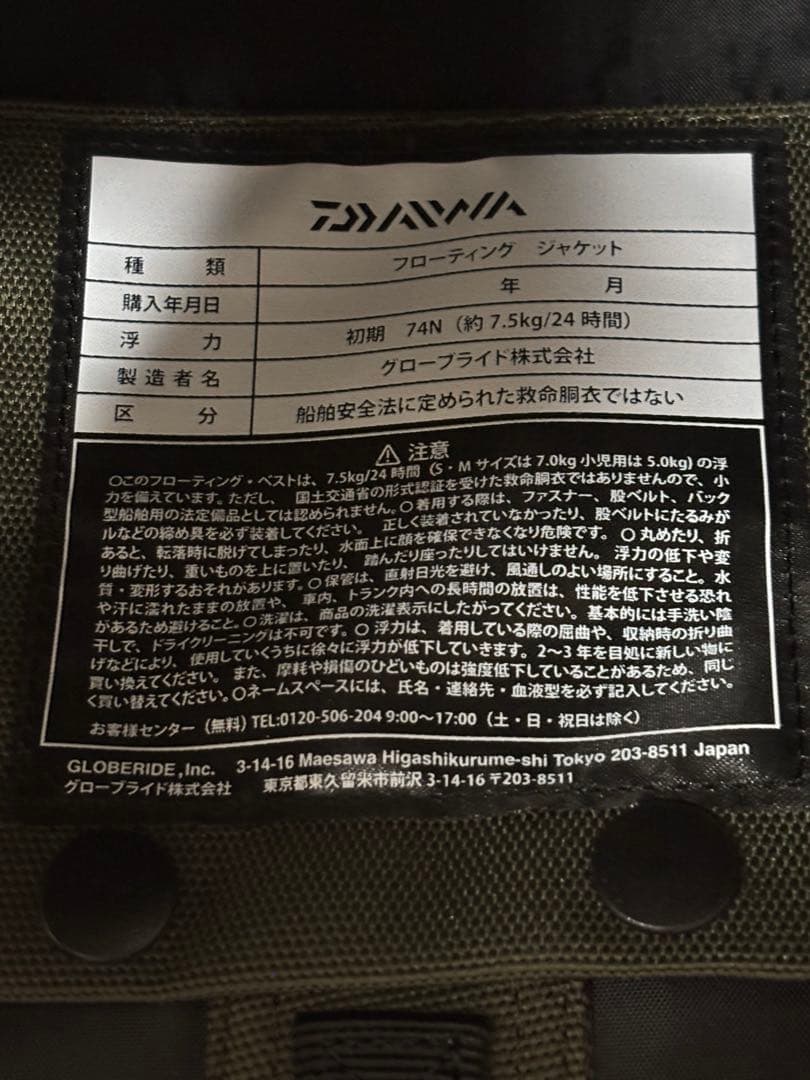 DAIWA
種類 フローティング ジャケット
購入年月日 年 月
浮力 初期 74N（約7.5kg/24時間）
製造者名 グローブライド株式会社
区分 船舶安全法に定められた救命胴衣ではない
⚠ 注意
○このフローティング・ベストは、7.5kg/24時間（S・Mサイズは7.0kg 小児用は5.0kg）の浮
力を備えています。ただし、国土交通省の形式認証を受けた救命胴衣ではありませんので、小
型船舶用の法定備品としては認められません。○着用する際は、ファスナー、股ベルト、バック
ルなどの締め具を必ず装着してください。正しく装着されていなかったり、股ベルトにたるみが
あると、転落時に脱げてしまったり、水面上に顔を確保できなくなり危険です。○丸めたり、折
り曲げたり、重いものを上に置いたり、踏んだり座ったりしてはいけません。浮力の低下や変
質・変形するおそれがあります。○保管は、直射日光を避け、風通しのよい場所にすること。水
や汗に濡れたままの放置や、車内、トランク内への長時間の放置は、性能を低下させる恐れ
があるため避けること。○洗濯は、商品の洗濯表示にしたがってください。基本的には手洗い陰
干しで、ドライクリーニングは不可です。○浮力は、着用している際の屈曲や、収納時の折り曲
げなどにより、使用していくうちに徐々に浮力が低下していきます。2〜3年を目処に新しい物に
買い換えてください。また、摩耗や損傷のひどいものは強度低下していることがあるため、同じ
く買い替えてください。○ネームスペースには、氏名・連絡先・血液型を必ず記入してください。
お客様センター（無料）TEL:0120-506-204 9:00〜17:00（土・日・祝日は除く）
GLOBERIDE,Inc. 3-14-16 Maesawa Higashikurume-shi Tokyo 203-8511 Japan
グローブライド株式会社 東京都東久留米市前沢3-14-16 〒203-8511